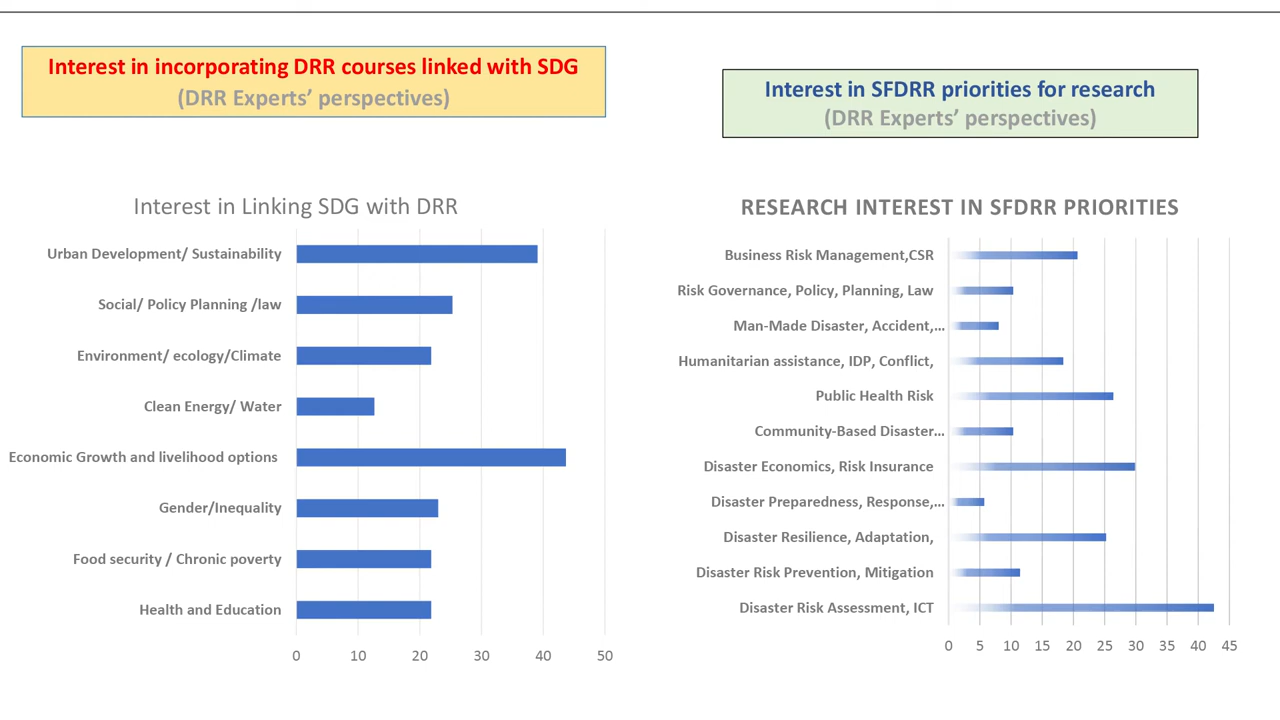 Interest in incorporating DRR courses linked with SDG
(DRR Experts’ perspectives)
Interest in SFDRR priorities for research
(DRR Experts’ perspectives)
Interest in Linking SDG with DRR
Urban Development/ Sustainability
Social/ Policy Planning /law
Environment/ ecology/Climate
Clean Energy/ Water
Economic Growth and livelihood options
Gender/Inequality
Food security / Chronic poverty
Health and Education
0 10 20 30 40 50
RESEARCH INTEREST IN SFDRR PRIORITIES
Business Risk Management,CSR
Risk Governance, Policy, Planning, Law
Man-Made Disaster, Accident,...
Humanitarian assistance, IDP, Conflict,
Public Health Risk
Community-Based Disaster...
Disaster Economics, Risk Insurance
Disaster Preparedness, Response,...
Disaster Resilience, Adaptation,
Disaster Risk Prevention, Mitigation
Disaster Risk Assessment, ICT
0 5 10 15 20 25 30 35 40 45